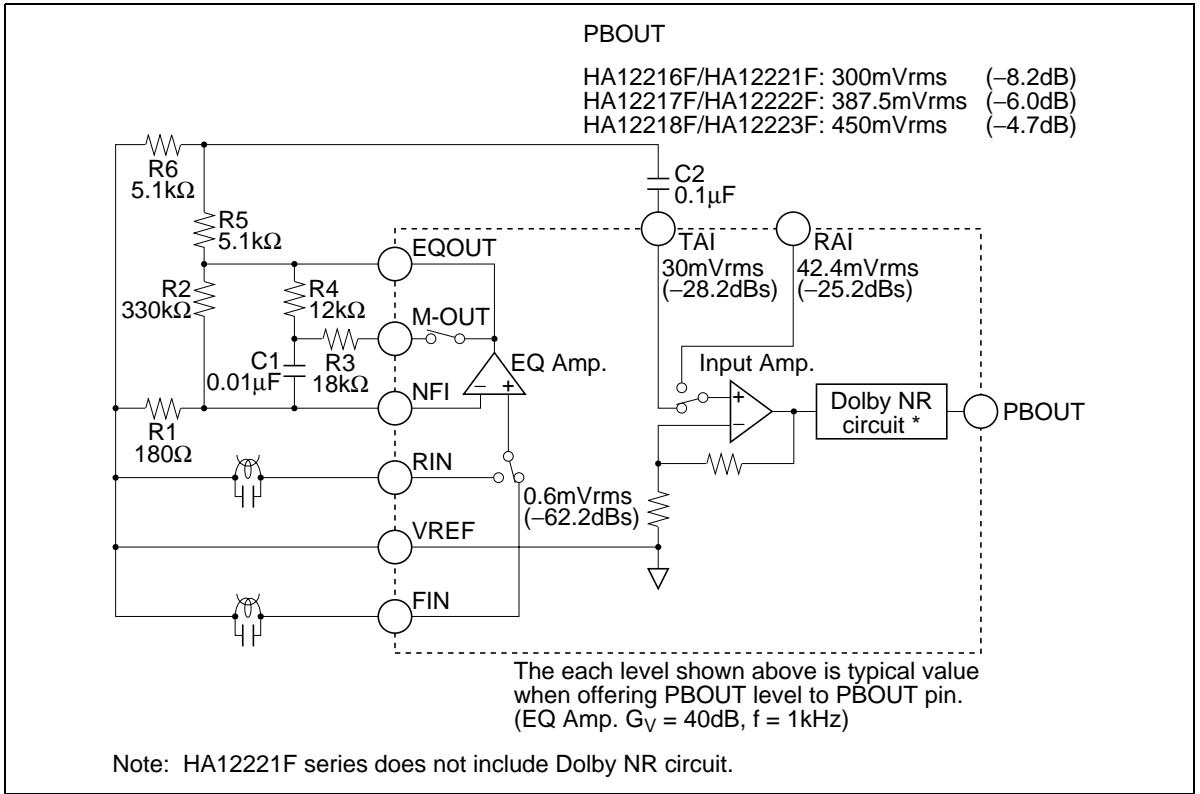 PBOUT
HA12216F/HA12221F: 300mVrms (−8.2dB)
HA12217F/HA12222F: 387.5mVrms (−6.0dB)
HA12218F/HA12223F: 450mVrms (−4.7dB)
R6
5.1kΩ
C2
0.1µF
R5
5.1kΩ
EQOUT
TAI
30mVrms
(−28.2dBs)
RAI
42.4mVrms
(−25.2dBs)
R2
330kΩ
R4
12kΩ
M-OUT
R3
18kΩ
C1
0.01µF
EQ Amp.
− +
Input Amp.
+
−
Dolby NR
circuit *
PBOUT
NFI
R1
180Ω
RIN
0.6mVrms
(−62.2dBs)
VREF
FIN
The each level shown above is typical value
when offering PBOUT level to PBOUT pin.
(EQ Amp. GV = 40dB, f = 1kHz)
Note: HA12221F series does not include Dolby NR circuit.